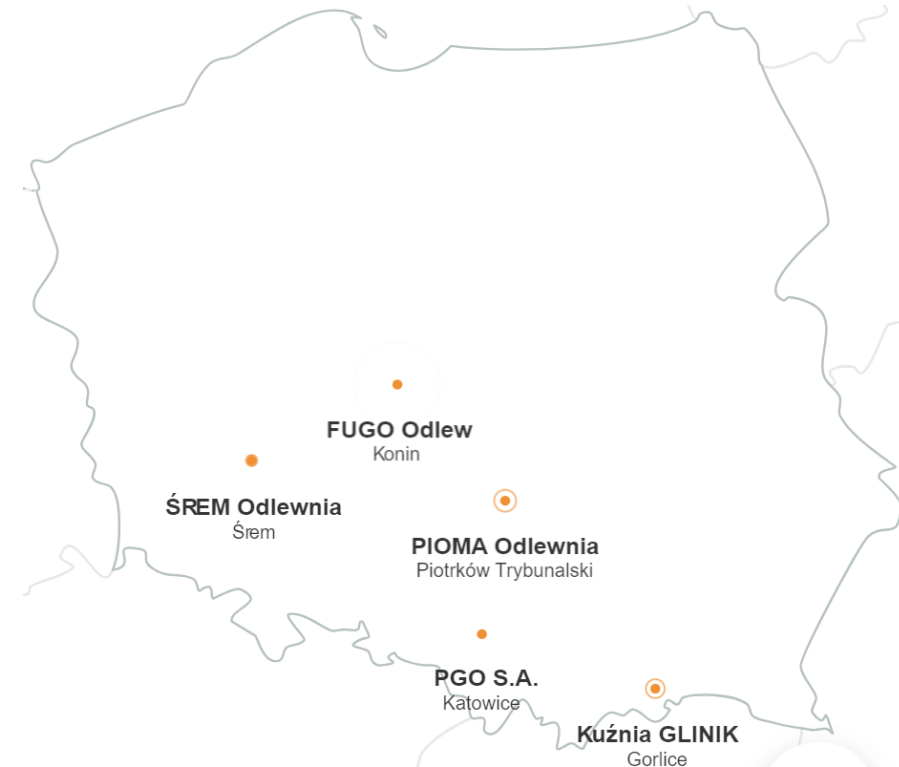 FUGO Odlew
Konin
ŚREM Odlewnia
Śrem
PIOMA Odlewnia
Piotrków Trybunalski
PGO S.A.
Katowice
Kuźnia GLINIK
Gorlice